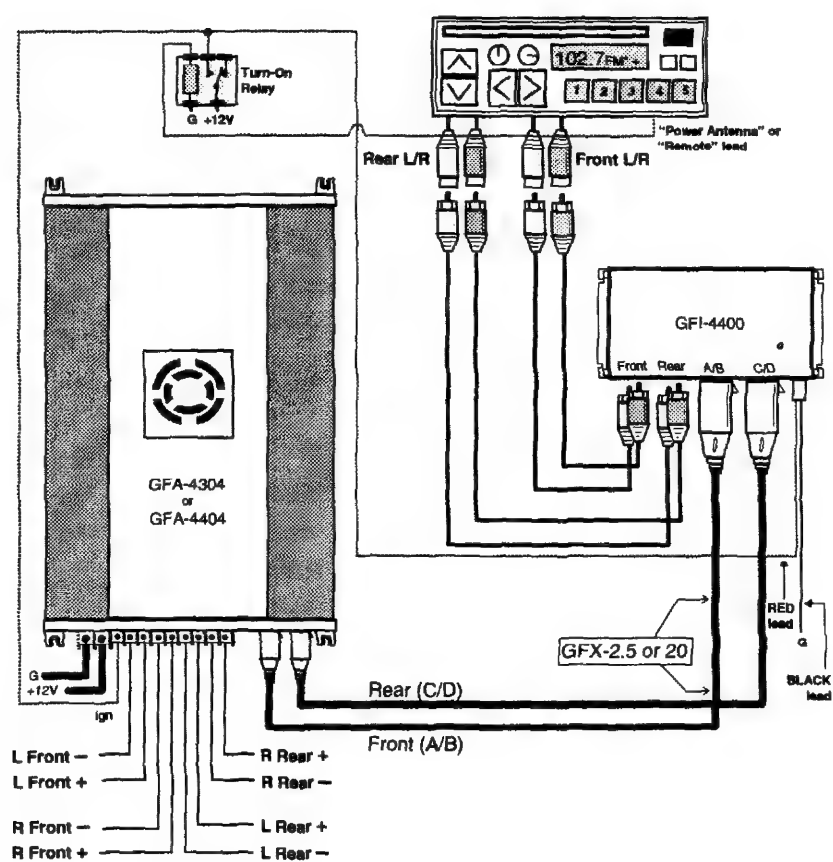 Turn-On
Relay
G +12V
102.7 FM
1 2 3 4 5
"Power Antenna" or
"Remote" lead
Rear L/R
Front L/R
GFI-4400
G
Front Rear A/B C/D
GFA-4304
or
GFA-4404
RED
lead
G
BLACK
lead
GFX-2.5 or 20
G
+12V
ign
Rear (C/D)
Front (A/B)
L Front –
L Front +
R Front –
R Front +
R Rear +
R Rear –
L Rear +
L Rear –